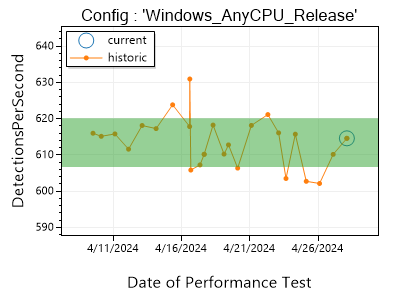 Config : 'Windows_AnyCPU_Release'
current
historic
DetectionsPerSecond
640
630
620
610
600
590
4/11/2024
4/16/2024
4/21/2024
4/26/2024
Date of Performance Test